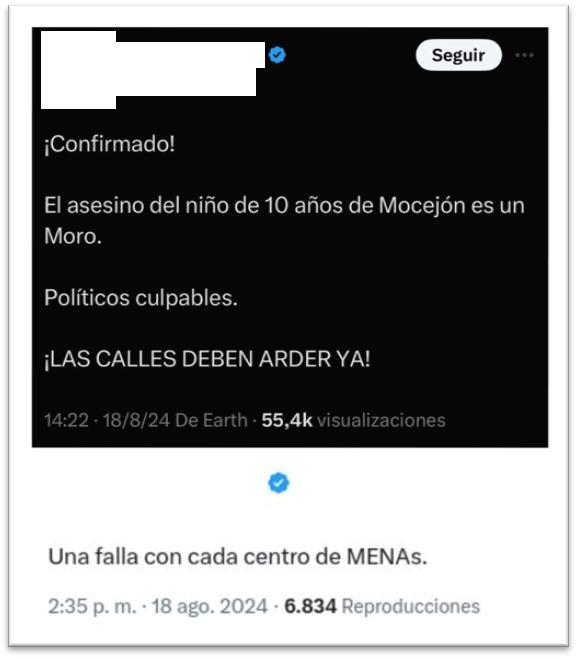 Seguir
¡Confirmado!
El asesino del niño de 10 años de Mocejón es un
Moro.
Políticos culpables.
¡LAS CALLES DEBEN ARDER YA!
14:22 · 18/8/24 De Earth · 55,4k visualizaciones
Una falla con cada centro de MENAs.
2:35 p. m. · 18 ago. 2024 · 6.834 Reproducciones